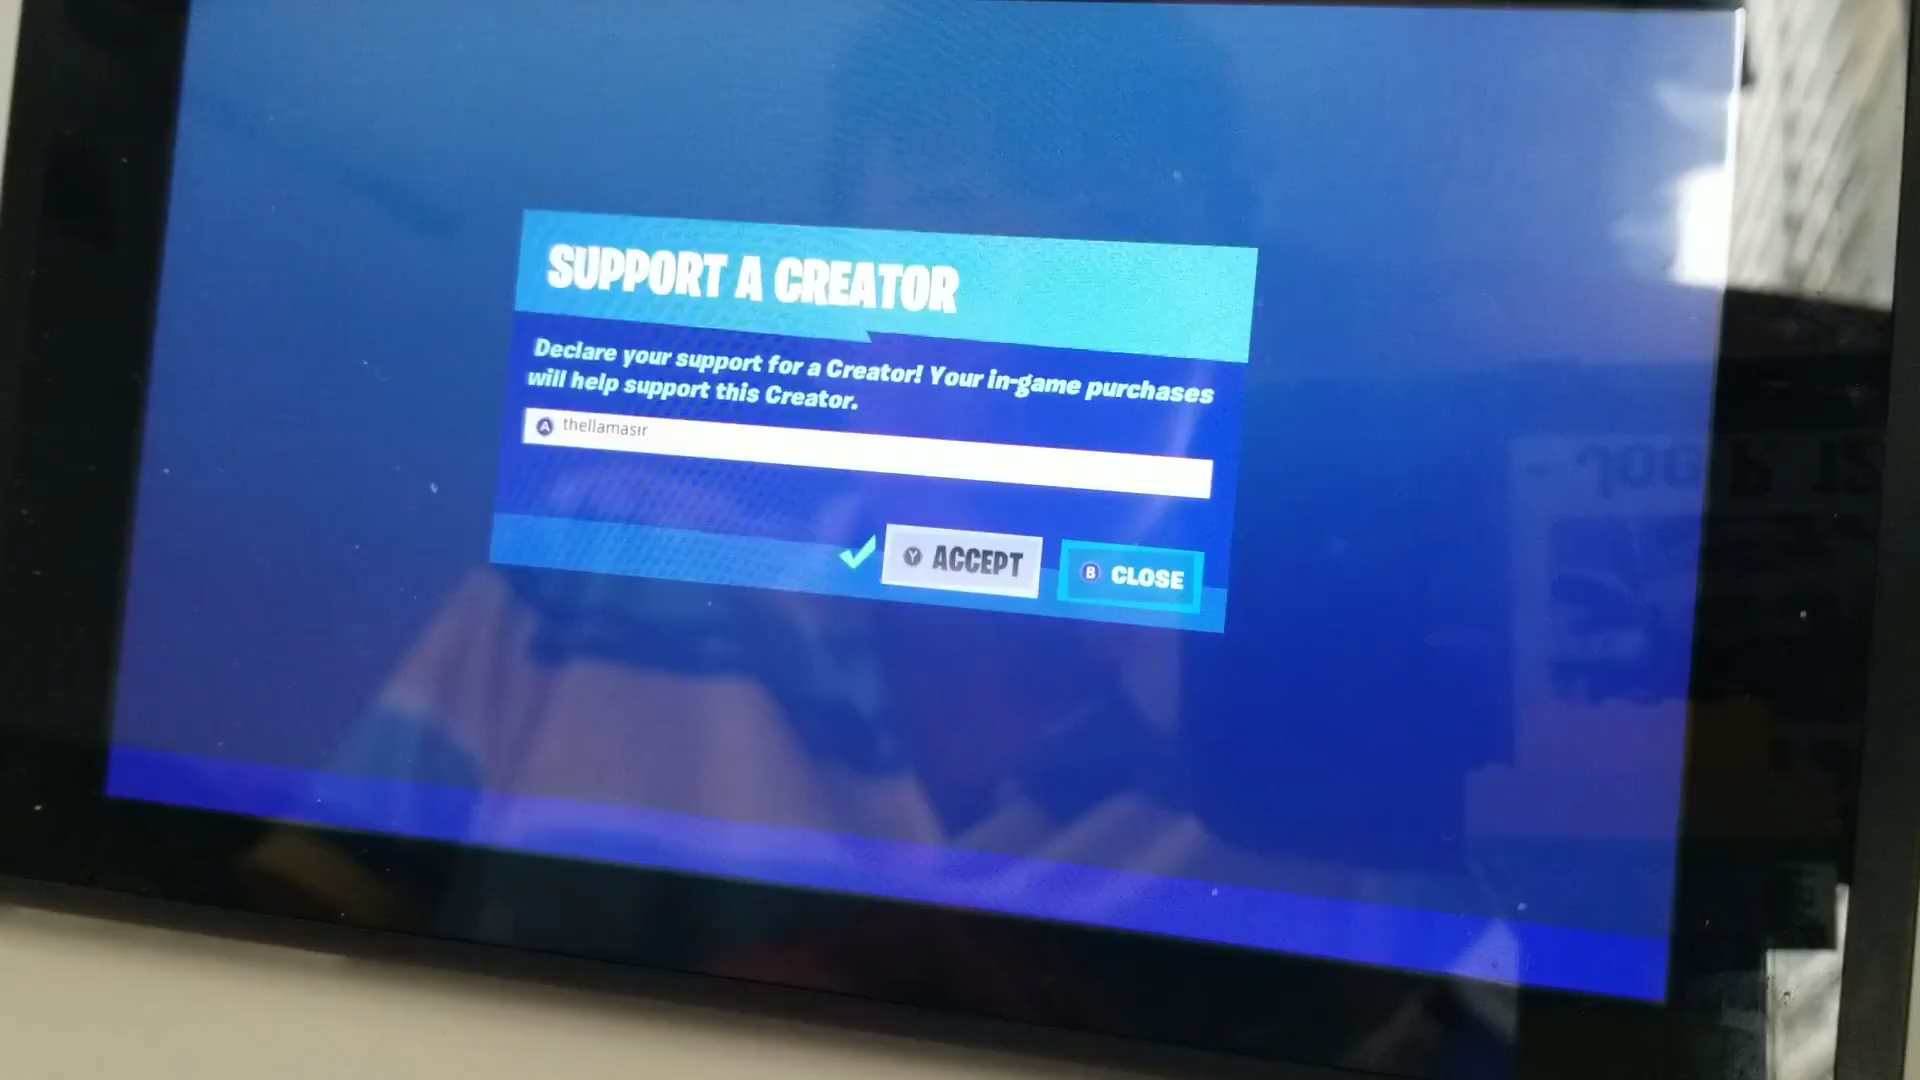 SUPPORT A CREATOR
Declare your support for a Creator! Your in-game purchases
will help support this Creator.
A thellamasir
Y ACCEPT
B CLOSE